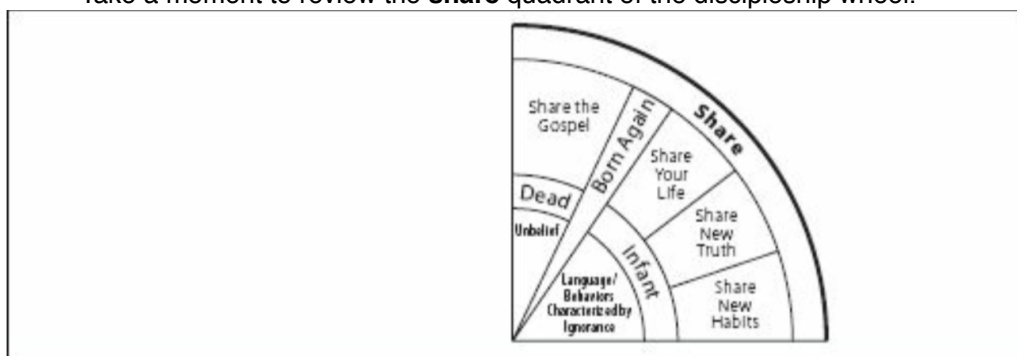 Take a moment to review the share quadrant of the discipleship wheel.
Share
Share the
Gospel
Born Again
Share
Your
Life
Dead
Share
New
Truth
Unbelief
Infant
Language/
Behaviors
Characterized by
Ignorance
Share
New
Habits